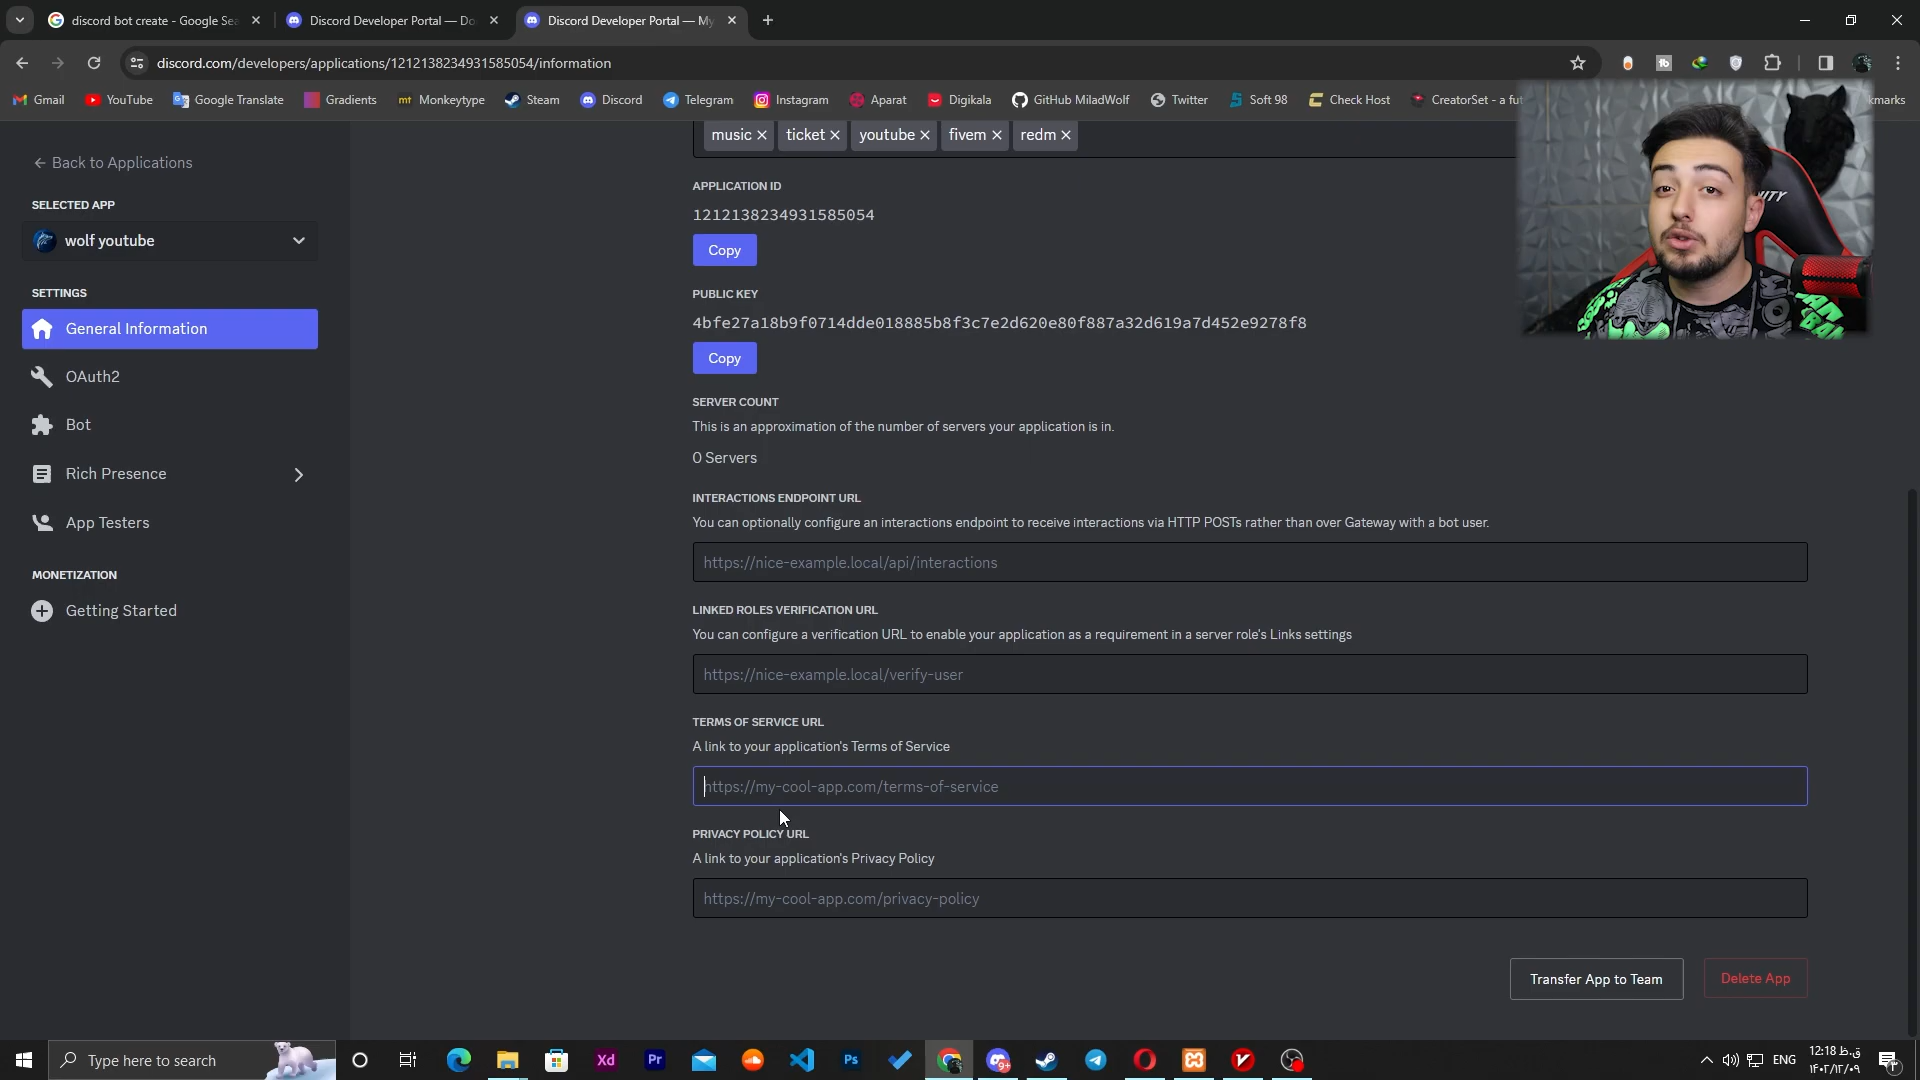 discord bot create - Google Sea
Discord Developer Portal — Do
Discord Developer Portal — My
discord.com/developers/applications/1212138234931585054/information
Gmail
YouTube
Google Translate
Gradients
mt Monkeytype
Steam
Discord
Telegram
Instagram
Aparat
Digikala
GitHub MiladWolf
Twitter
Soft 98
Check Host
CreatorSet - a fut
kmarks
Back to Applications
SELECTED APP
wolf youtube
SETTINGS
General Information
OAuth2
Bot
Rich Presence
App Testers
MONETIZATION
Getting Started
music
ticket
youtube
fivem
redm
APPLICATION ID
1212138234931585054
Copy
PUBLIC KEY
4bfe27a18b9f0714dde018885b8f3c7e2d620e80f887a32d619a7d452e9278f8
Copy
SERVER COUNT
This is an approximation of the number of servers your application is in.
0 Servers
INTERACTIONS ENDPOINT URL
You can optionally configure an interactions endpoint to receive interactions via HTTP POSTs rather than over Gateway with a bot user.
https://nice-example.local/api/interactions
LINKED ROLES VERIFICATION URL
You can configure a verification URL to enable your application as a requirement in a server role's Links settings
https://nice-example.local/verify-user
TERMS OF SERVICE URL
A link to your application's Terms of Service
https://my-cool-app.com/terms-of-service
PRIVACY POLICY URL
A link to your application's Privacy Policy
https://my-cool-app.com/privacy-policy
Transfer App to Team
Delete App
Type here to search
Xd
Pr
Ps
ENG
12:18 ق.ظ
۱۴۰۲/۱۲/۰۹